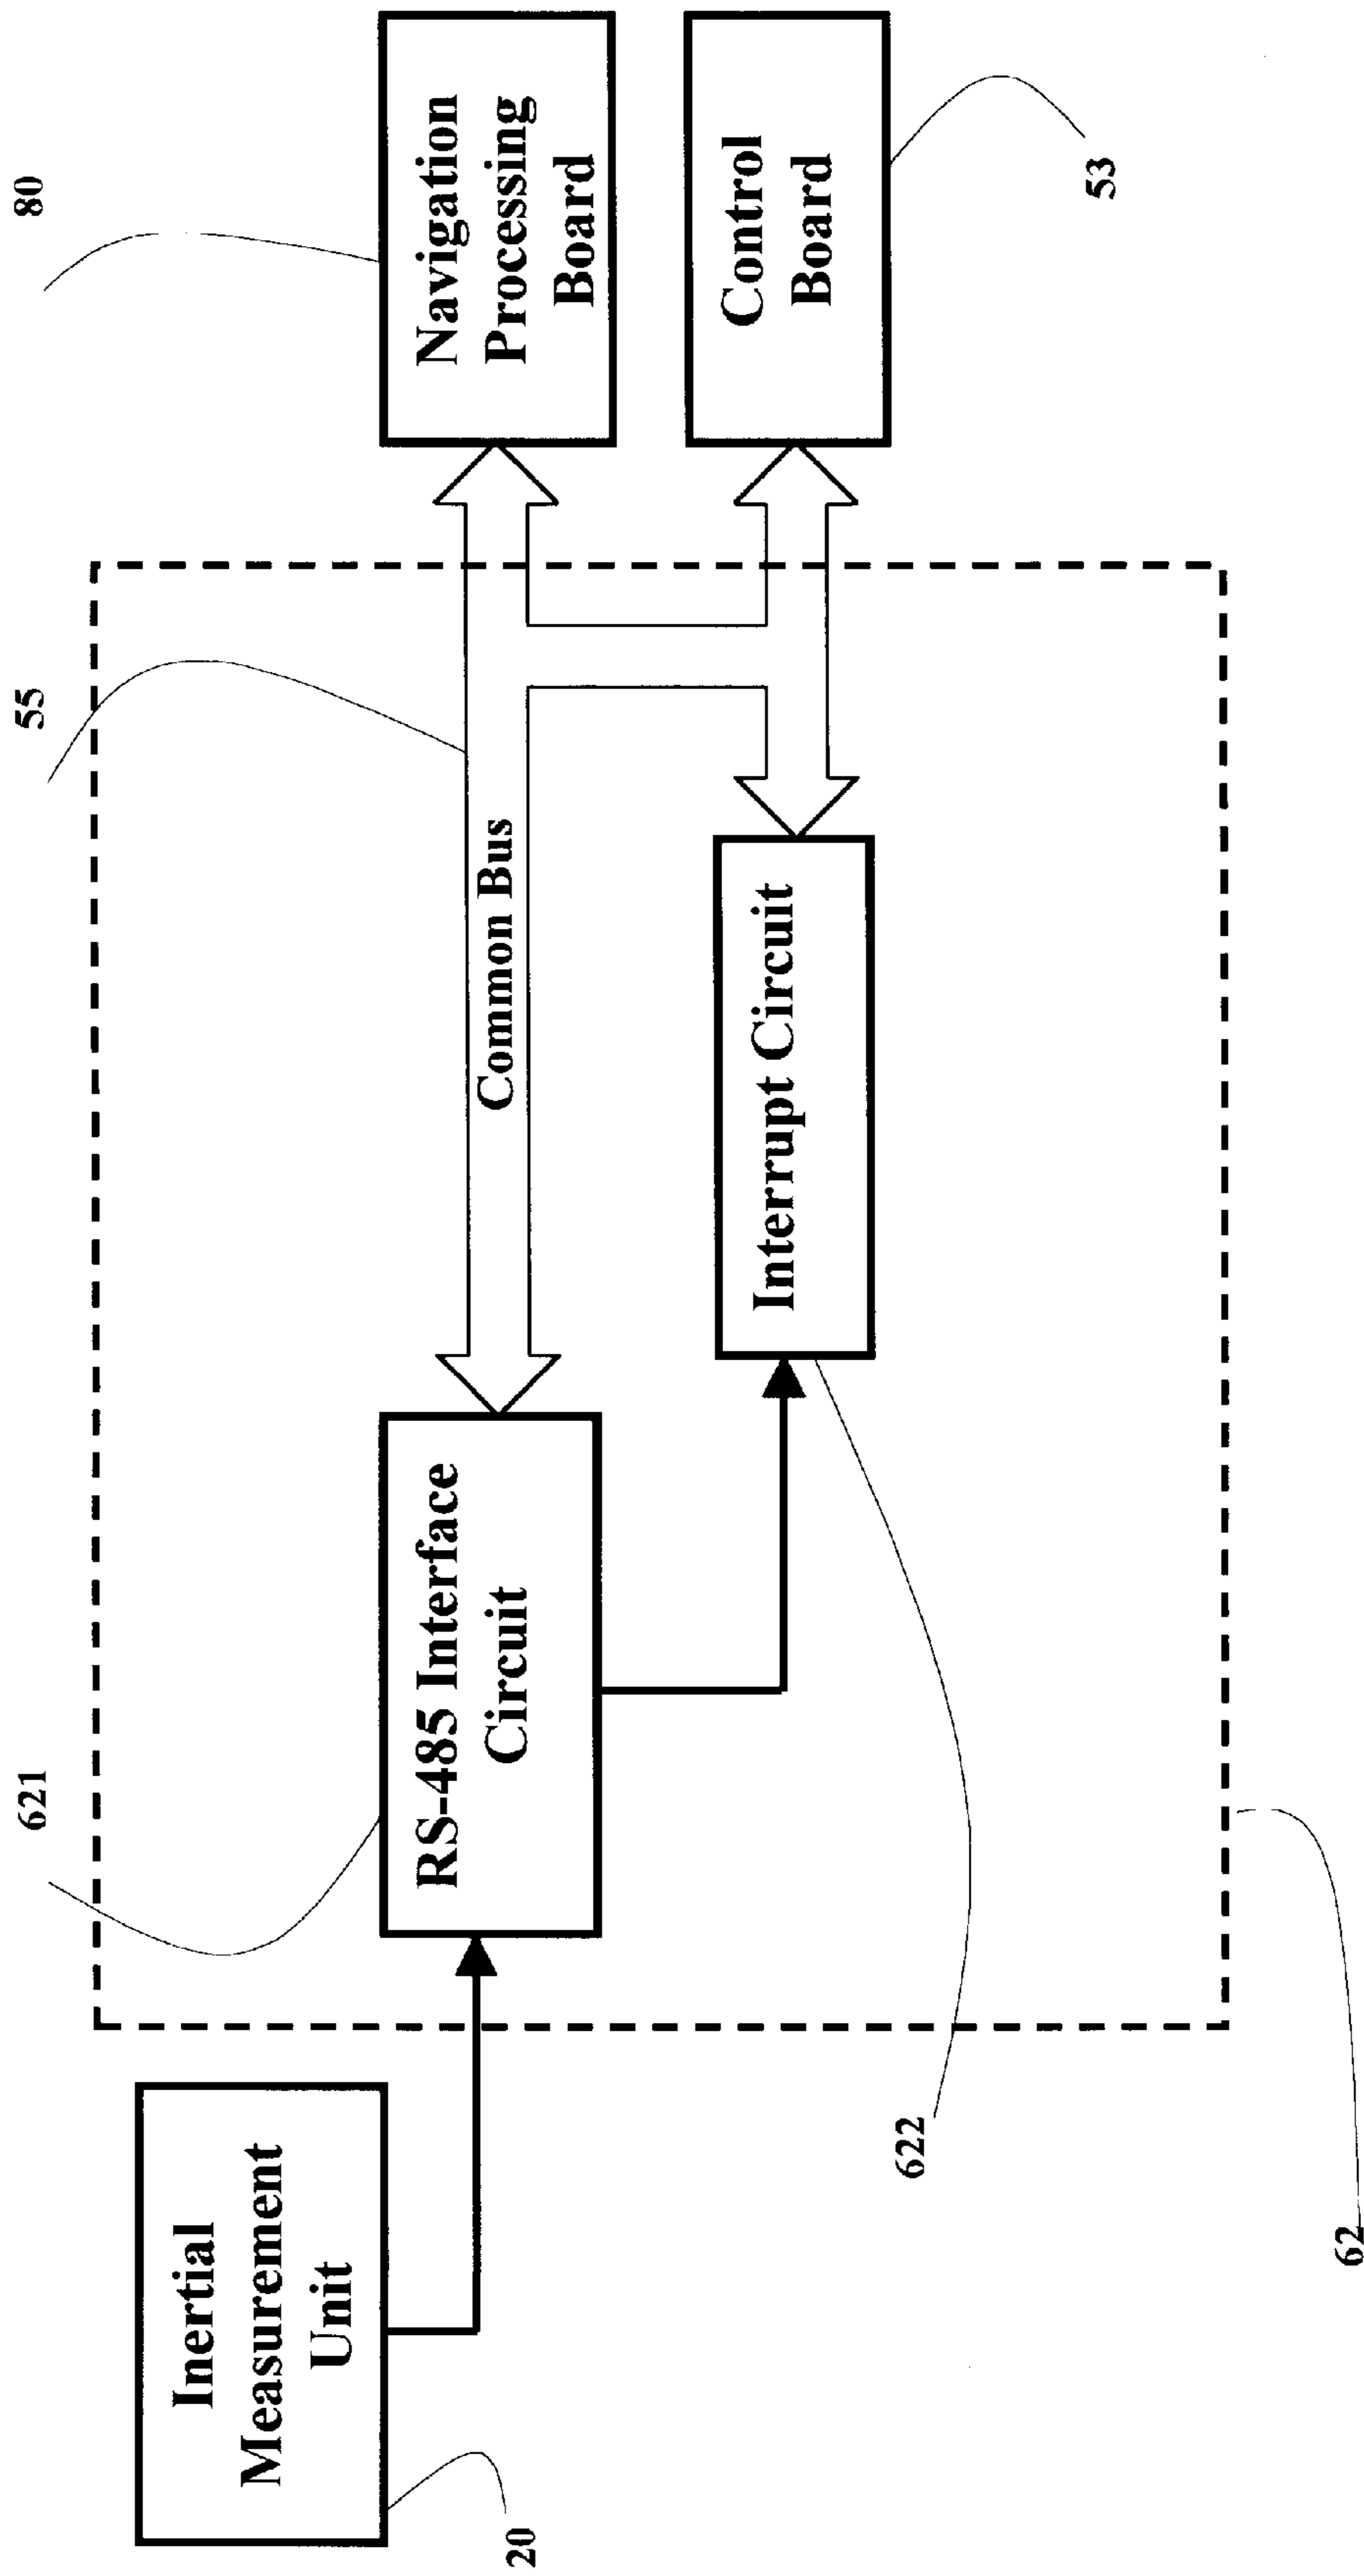 Inertial
Measurement
Unit
20
621
RS-485 Interface
Circuit
622
62
55
Common Bus
Interrupt Circuit
80
Navigation
Processing
Board
Control
Board
53